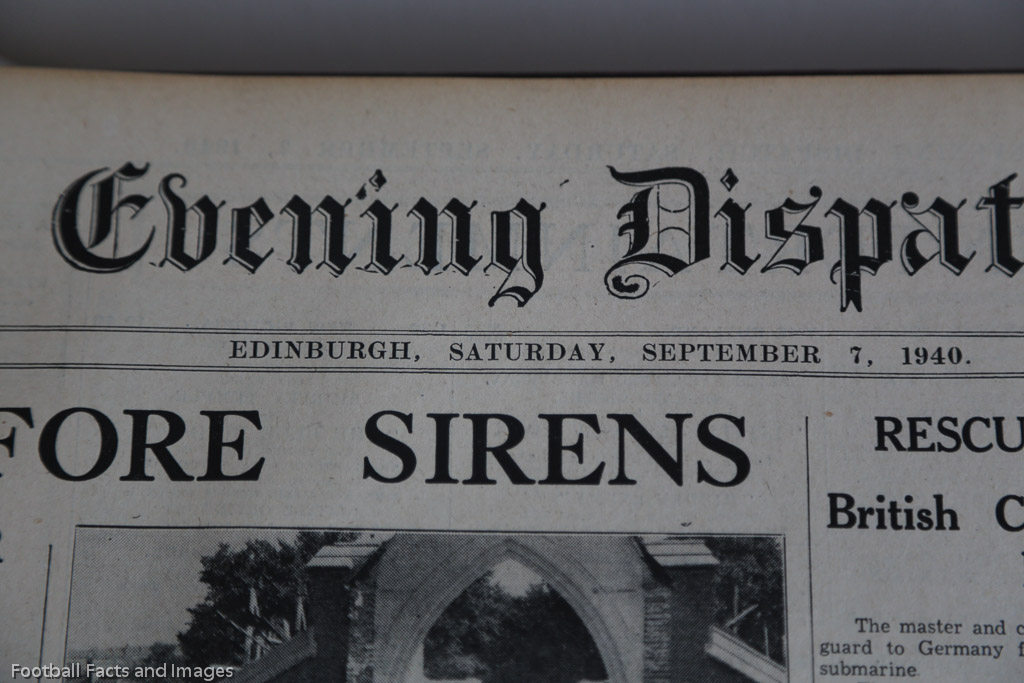 Evening Dispat
EDINBURGH, SATURDAY, SEPTEMBER 7, 1940.
FORE SIRENS
RESCU
British C
The master and c
guard to Germany f
submarine.
Football Facts and Images